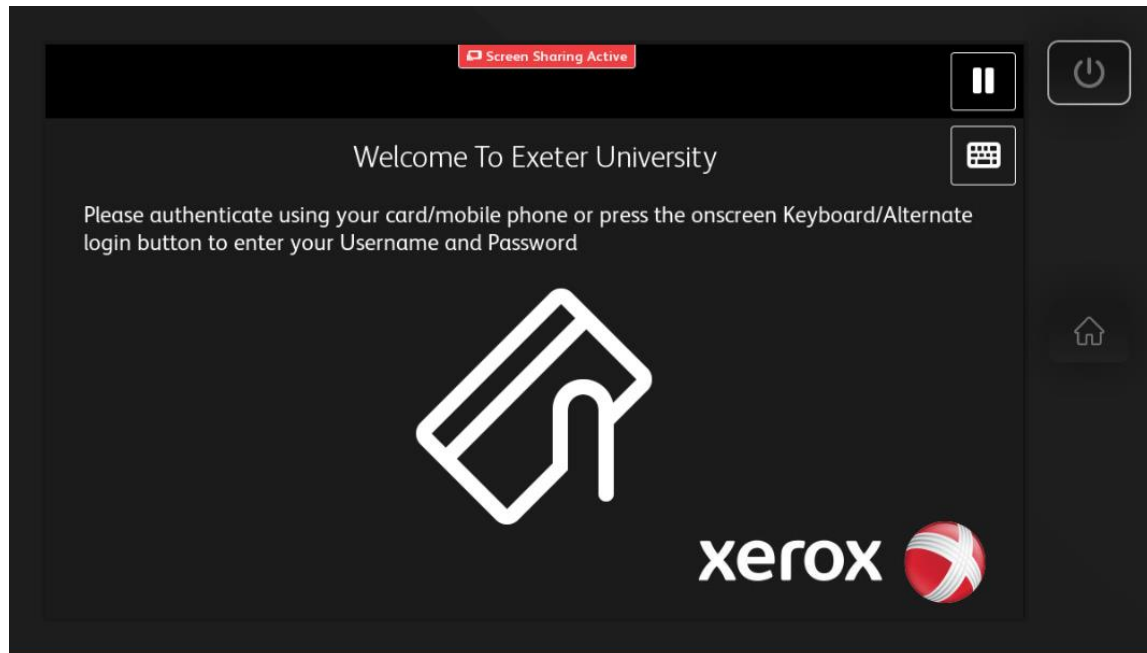 Screen Sharing Active
Welcome To Exeter University
Please authenticate using your card/mobile phone or press the onscreen Keyboard/Alternate
login button to enter your Username and Password
xerox